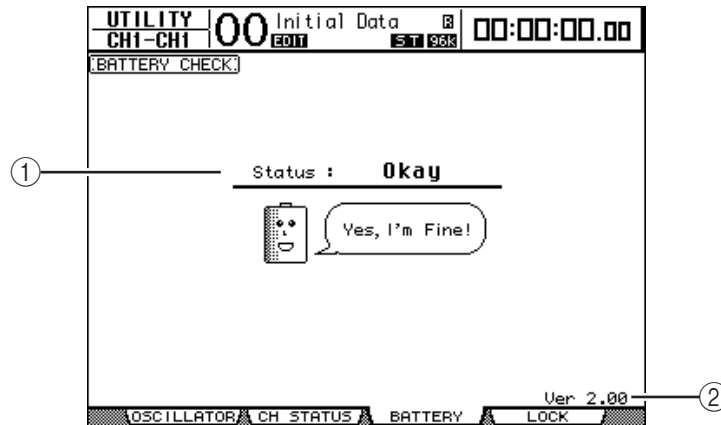 UTILITY
CH1-CH1
00 Initial Data R
EDIT ST 96k
00:00:00.00
BATTERY CHECK
① Status : Okay
Yes, I'm Fine!
Ver 2.00 ②
OSCILLATOR CH STATUS BATTERY LOCK